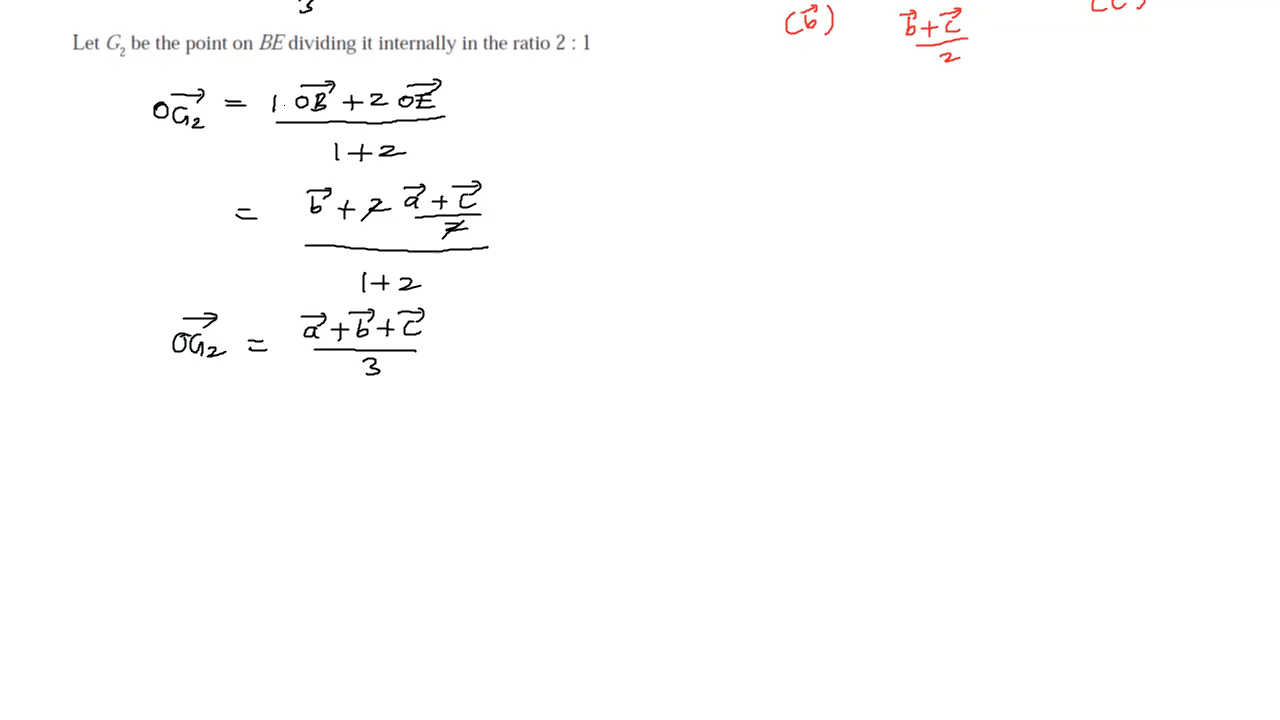 3
(b⃗) b⃗+c⃗ / 2
Let G₂ be the point on BE dividing it internally in the ratio 2 : 1
OG₂⃗ = 1. OB⃗ + 2 OE⃗ / 1+2
= b⃗ + 2 a⃗ + c⃗ / 2 / 1+2
OG₂⃗ = a⃗ + b⃗ + c⃗ / 3